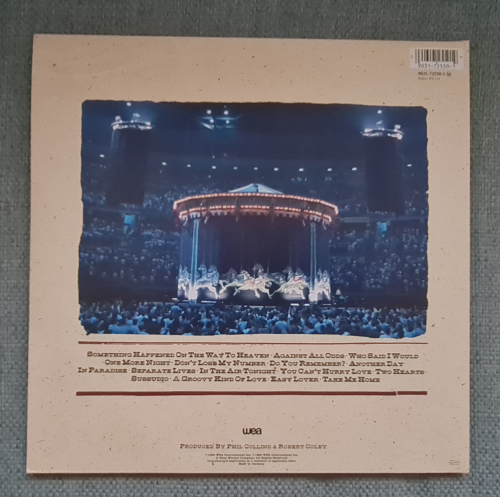 Something Happened On The Way To Heaven · Against All Odds · Who Said I Would
· One More Night · Don't Lose My Number · Do You Remember? · Another Day
In Paradise · Separate Lives · In The Air Tonight · You Can't Hurry Love · Two Hearts
Sussudio · A Groovy Kind Of Love · Easy Lover · Take Me Home
wea
Produced By Phil Collins & Robert Colby